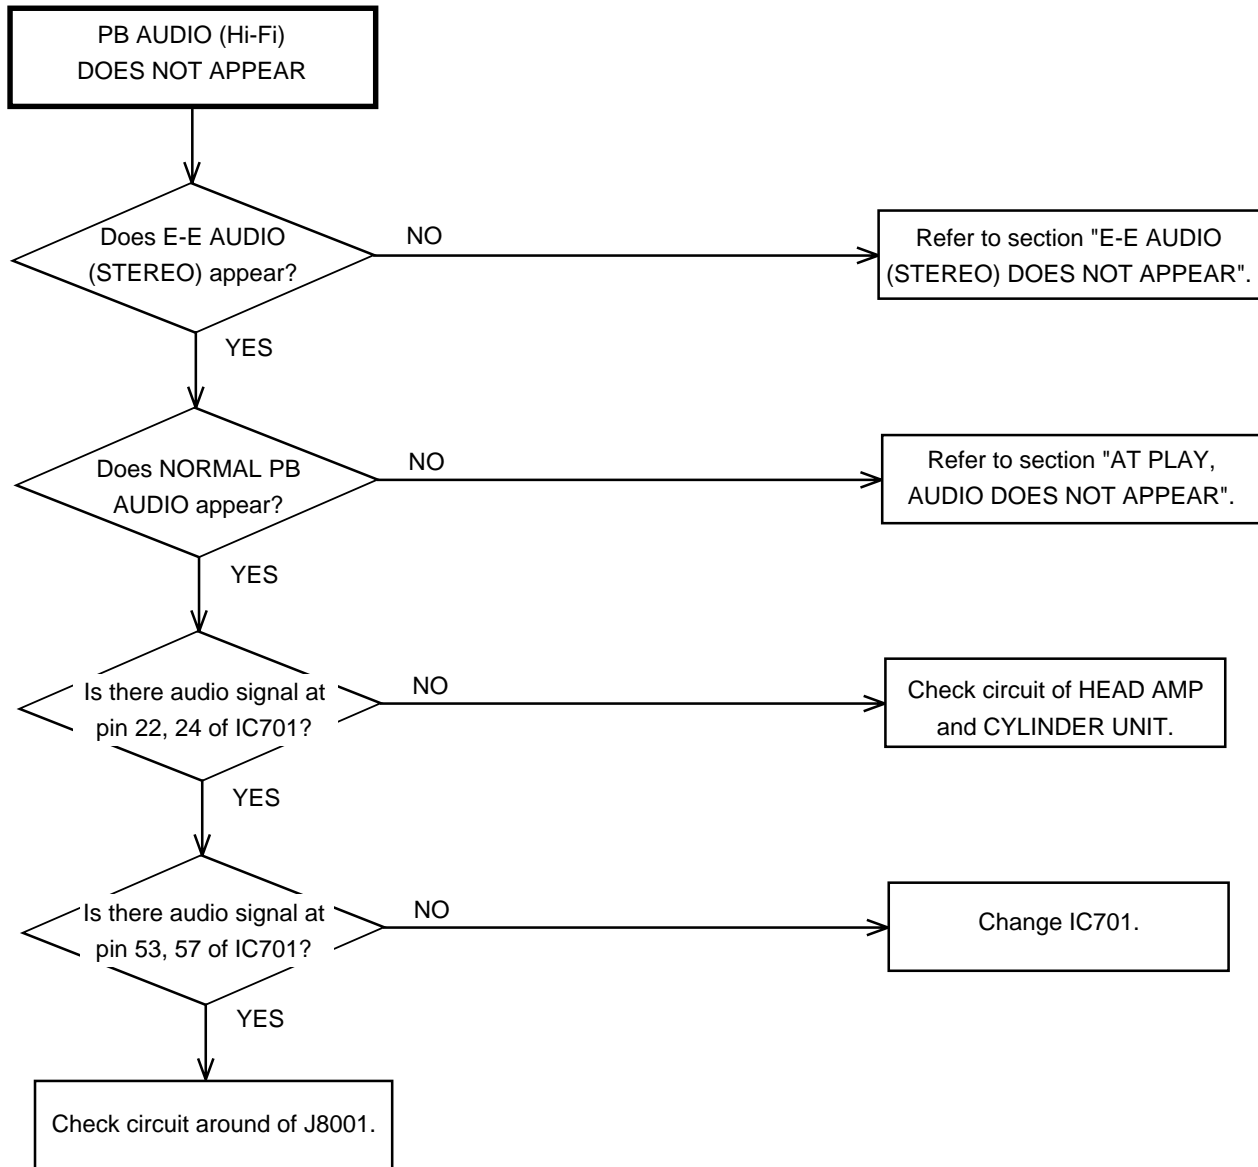 PB AUDIO (Hi-Fi)
DOES NOT APPEAR
Does E-E AUDIO
(STEREO) appear?
NO
Refer to section "E-E AUDIO
(STEREO) DOES NOT APPEAR".
YES
Does NORMAL PB
AUDIO appear?
NO
Refer to section "AT PLAY,
AUDIO DOES NOT APPEAR".
YES
Is there audio signal at
pin 22, 24 of IC701?
NO
Check circuit of HEAD AMP
and CYLINDER UNIT.
YES
Is there audio signal at
pin 53, 57 of IC701?
NO
Change IC701.
YES
Check circuit around of J8001.